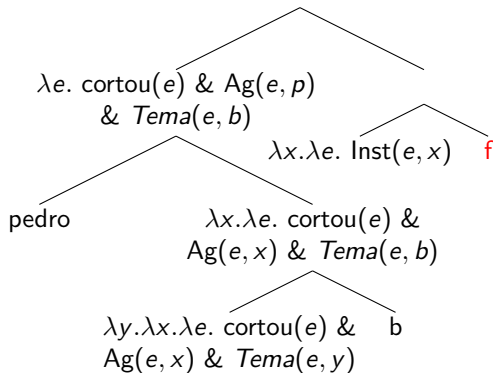 λe. cortou(e) & Ag(e, p)
& Tema(e, b)
λx.λe. Inst(e, x) f
pedro
λx.λe. cortou(e) &
Ag(e, x) & Tema(e, b)
λy.λx.λe. cortou(e) & b
Ag(e, x) & Tema(e, y)